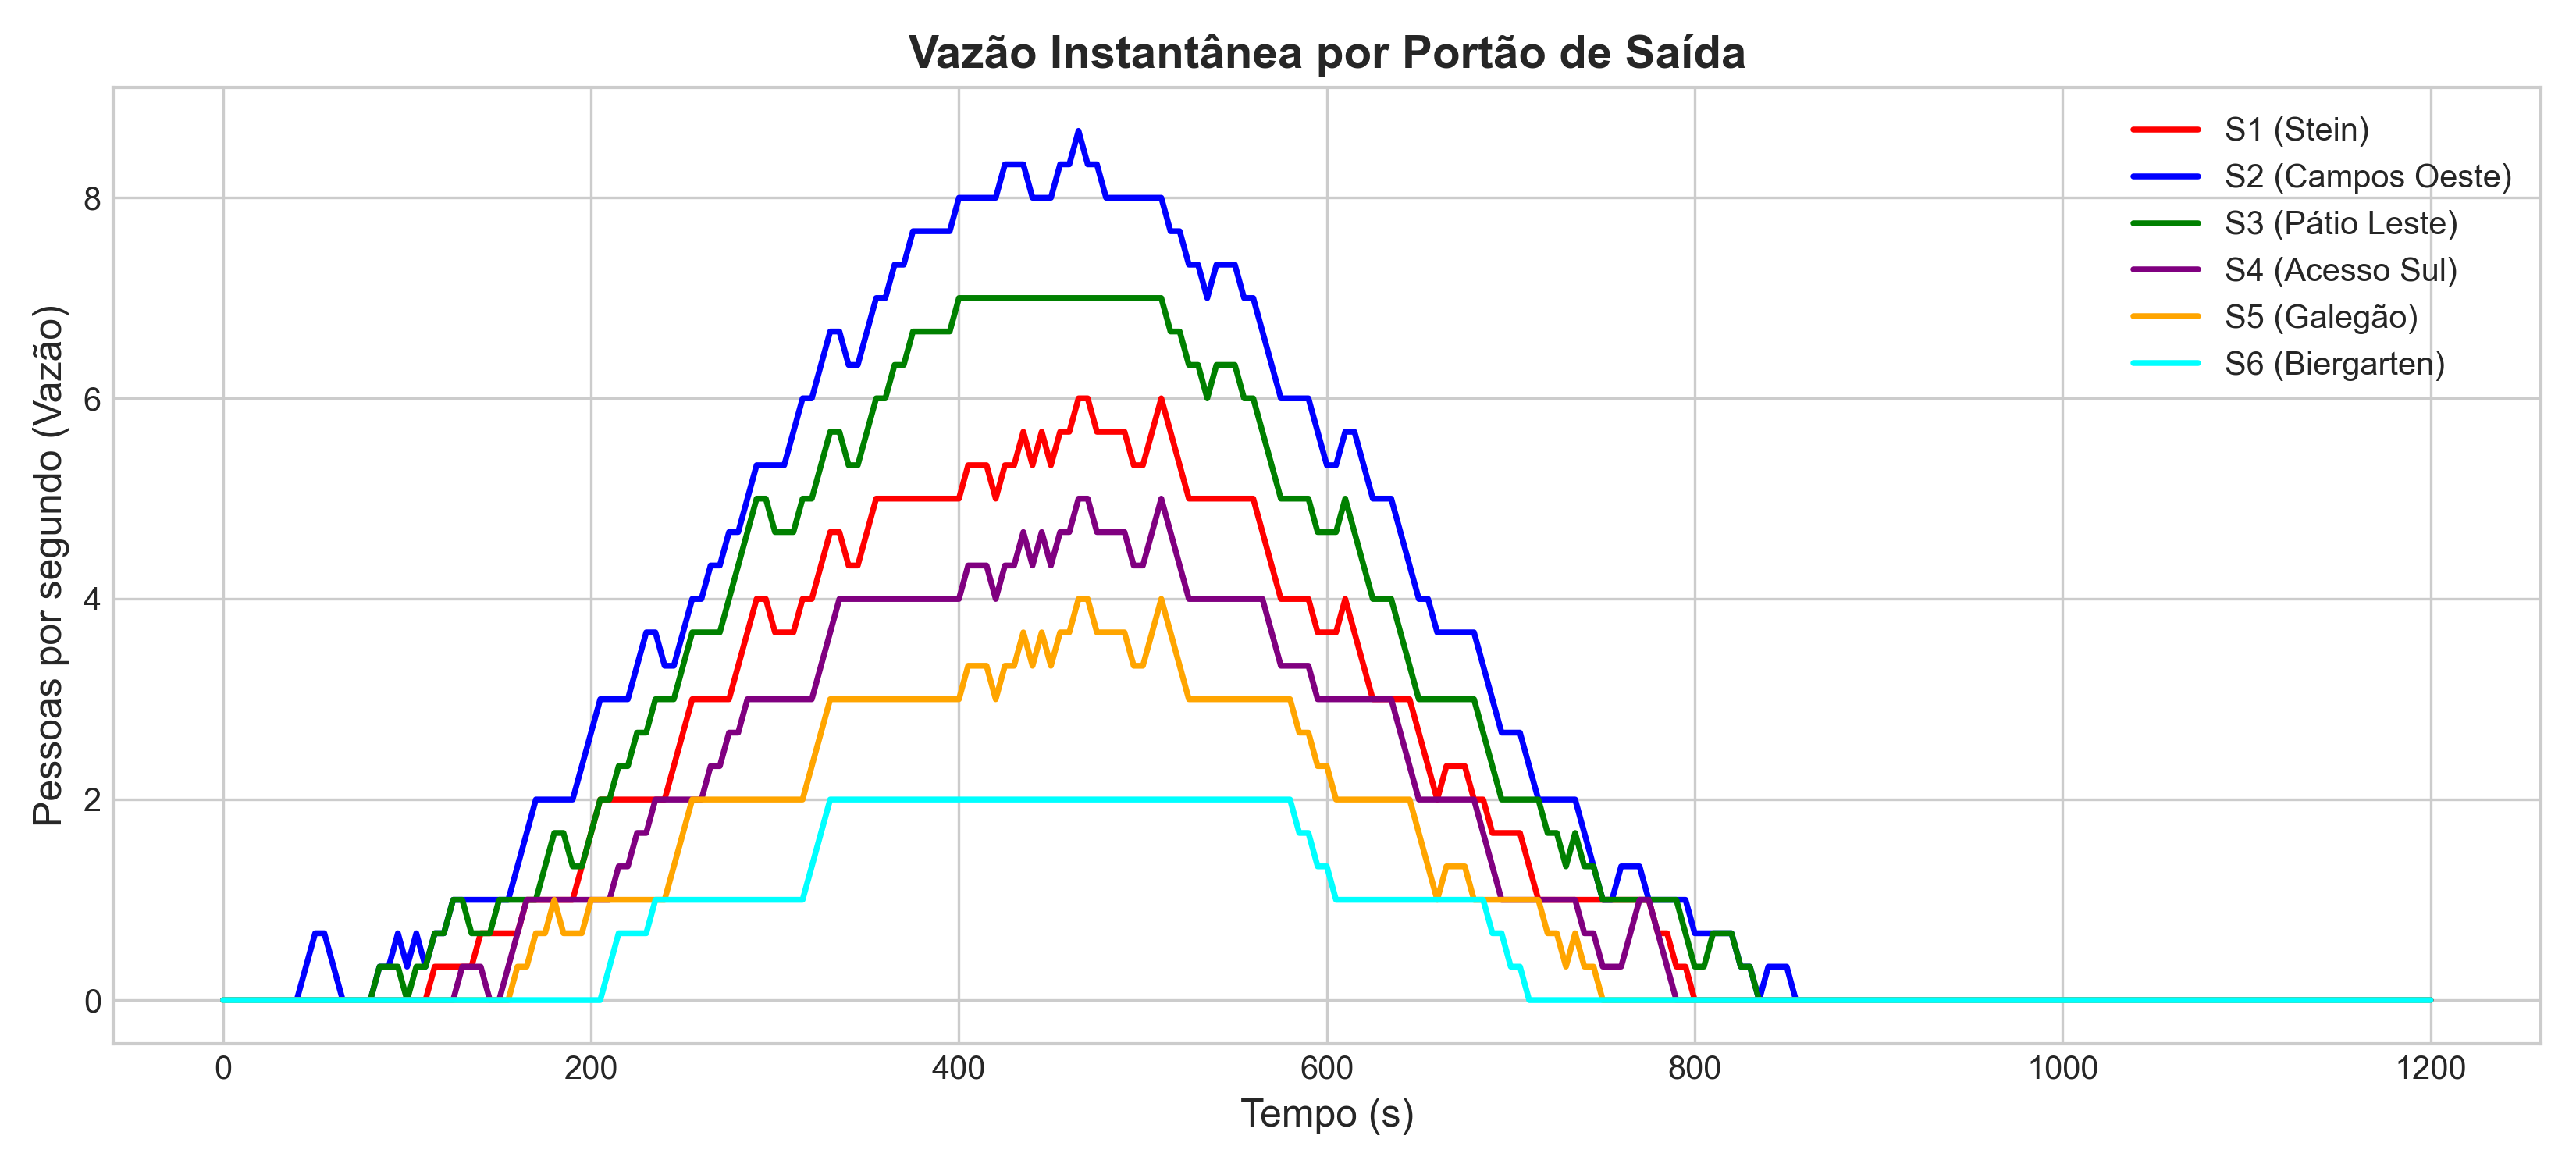 Vazão Instantânea por Portão de Saída
S1 (Stein)
S2 (Campos Oeste)
S3 (Pátio Leste)
S4 (Acesso Sul)
S5 (Galegão)
S6 (Biergarten)
Pessoas por segundo (Vazão)
8
6
4
2
0
0 200 400 600 800 1000 1200
Tempo (s)